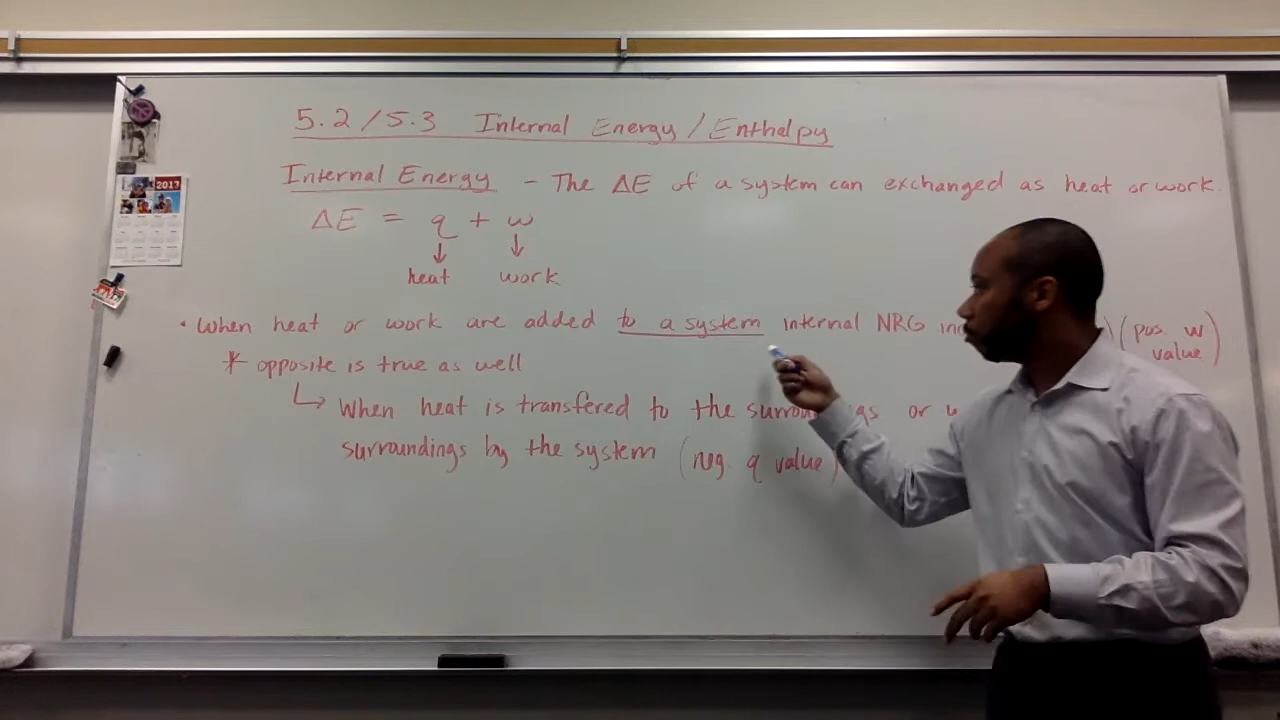 5.2/5.3 Internal Energy/Enthalpy
Internal Energy - The ΔE of a system can exchanged as heat or work.
ΔE = q + w
↓ ↓
heat work
• When heat or work are added to a system internal NRG )(pos. w value)
* opposite is true as well
↳ When heat is transfered to the surroundings or
surroundings by the system (neg. q value)
2017